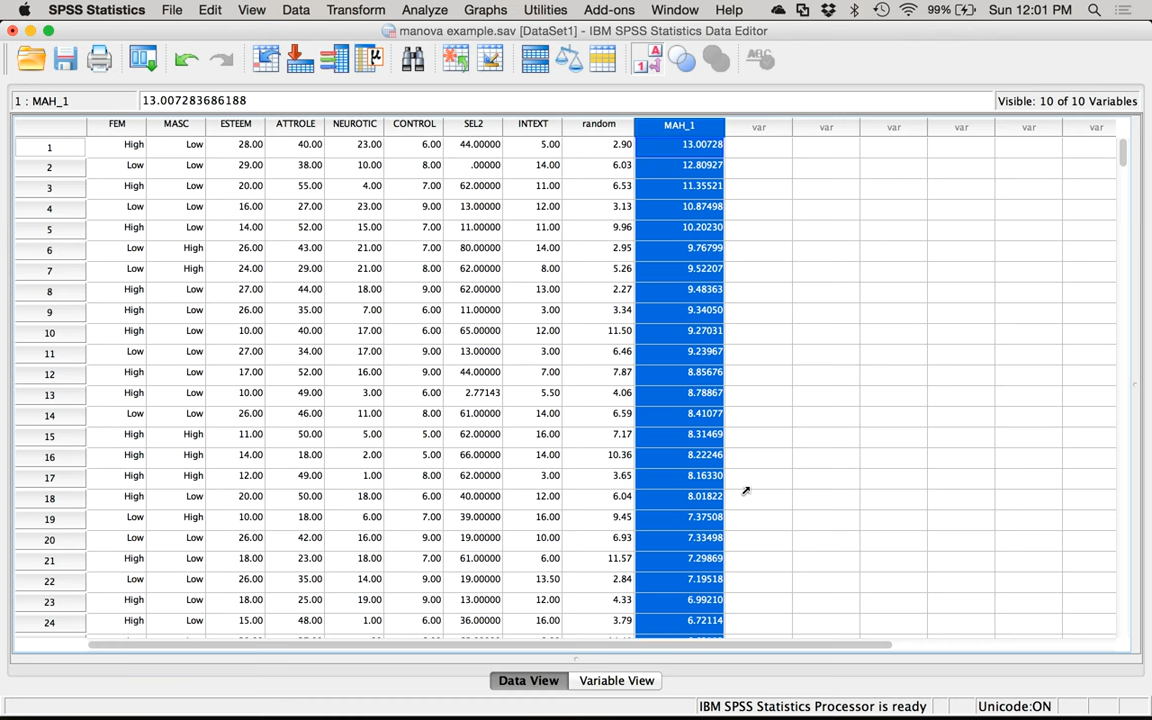 SPSS Statistics File Edit View Data Transform Analyze Graphs Utilities Add-ons Window Help 99% Sun 12:01 PM
manova example.sav [DataSet1] - IBM SPSS Statistics Data Editor
1 : MAH_1 13.007283686188 Visible: 10 of 10 Variables
FEM MASC ESTEEM ATTROLE NEUROTIC CONTROL SEL2 INTEXT random MAH_1 var var var var var var
1 High Low 28.00 40.00 23.00 6.00 44.00000 5.00 2.90 13.00728
2 Low Low 29.00 38.00 10.00 8.00 .00000 14.00 6.03 12.80927
3 High Low 20.00 55.00 4.00 7.00 62.00000 11.00 6.53 11.35521
4 Low Low 16.00 27.00 23.00 9.00 13.00000 12.00 3.13 10.87498
5 High Low 14.00 52.00 15.00 7.00 11.00000 11.00 9.96 10.20230
6 Low High 26.00 43.00 21.00 7.00 80.00000 14.00 2.95 9.76799
7 Low High 24.00 29.00 21.00 8.00 62.00000 8.00 5.26 9.52207
8 High Low 27.00 44.00 18.00 9.00 62.00000 13.00 2.27 9.48363
9 High Low 26.00 35.00 7.00 6.00 11.00000 3.00 3.34 9.34050
10 High Low 10.00 40.00 17.00 6.00 65.00000 12.00 11.50 9.27031
11 Low Low 27.00 34.00 17.00 9.00 13.00000 3.00 6.46 9.23967
12 High Low 17.00 52.00 16.00 9.00 44.00000 7.00 7.87 8.85676
13 High Low 10.00 49.00 3.00 6.00 2.77143 5.50 4.06 8.78867
14 Low Low 26.00 46.00 11.00 8.00 61.00000 14.00 6.59 8.41077
15 High High 11.00 50.00 5.00 5.00 62.00000 16.00 7.17 8.31469
16 High High 14.00 18.00 2.00 5.00 66.00000 14.00 10.36 8.22246
17 High High 12.00 49.00 1.00 8.00 62.00000 3.00 3.65 8.16330
18 High Low 20.00 50.00 18.00 6.00 40.00000 12.00 6.04 8.01822
19 Low High 10.00 18.00 6.00 7.00 39.00000 16.00 9.45 7.37508
20 Low Low 26.00 42.00 16.00 9.00 19.00000 10.00 6.93 7.33498
21 High Low 18.00 23.00 18.00 7.00 61.00000 6.00 11.57 7.29869
22 Low Low 26.00 35.00 14.00 9.00 19.00000 13.50 2.84 7.19518
23 High Low 18.00 25.00 19.00 9.00 13.00000 12.00 4.33 6.99210
24 High Low 15.00 48.00 1.00 6.00 36.00000 16.00 3.79 6.72114
Data View Variable View
IBM SPSS Statistics Processor is ready Unicode:ON